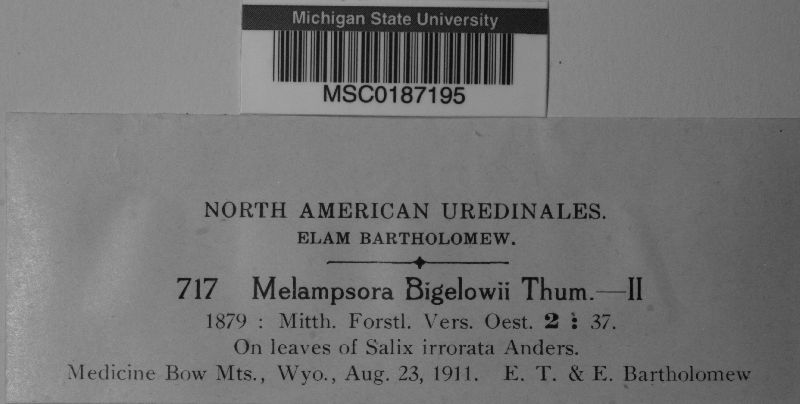 Michigan State University
MSC0187195
NORTH AMERICAN UREDINALES.
ELAM BARTHOLOMEW.
717 Melampsora Bigelowii Thum.—II
1879 : Mitth. Forstl. Vers. Oest. 2 : 37.
On leaves of Salix irrorata Anders.
Medicine Bow Mts., Wyo., Aug. 23, 1911. E. T. & E. Bartholomew